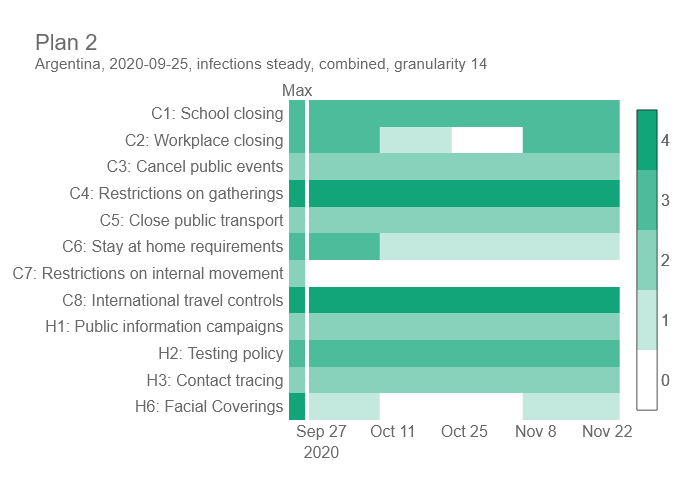 Plan 2
Argentina, 2020-09-25, infections steady, combined, granularity 14
Max
C1: School closing
C2: Workplace closing
C3: Cancel public events
C4: Restrictions on gatherings
C5: Close public transport
C6: Stay at home requirements
C7: Restrictions on internal movement
C8: International travel controls
H1: Public information campaigns
H2: Testing policy
H3: Contact tracing
H6: Facial Coverings
Sep 27 Oct 11 Oct 25 Nov 8 Nov 22
2020
4
3
2
1
0